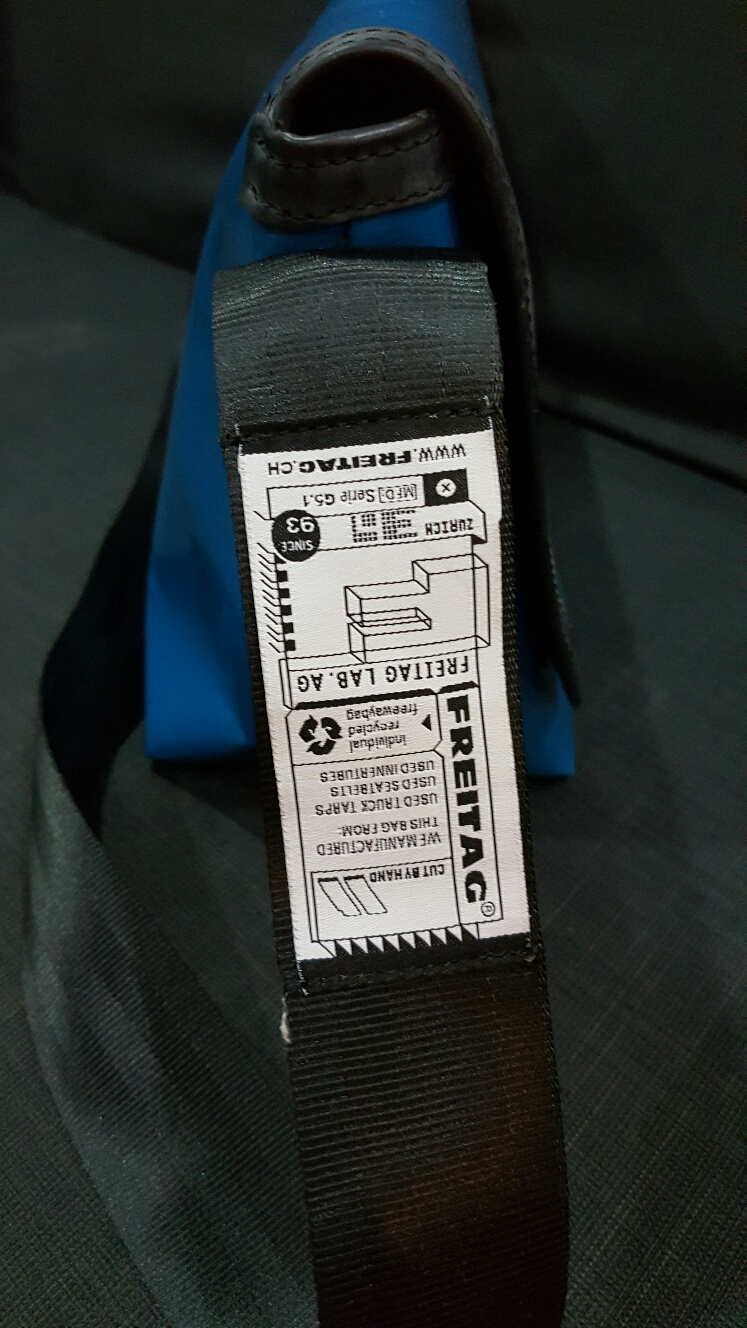 CUT BY HAND
FREITAG®
WE MANUFACTURED
THIS BAG FROM:
USED TRUCK TARPS
USED SEATBELTS
USED INNERTUBES
individual
recycled
freewaybag
FREITAG LAB. AG
ZURICH
SINCE
93
[MFD] Serie G5.1
WWW.FREITAG.CH